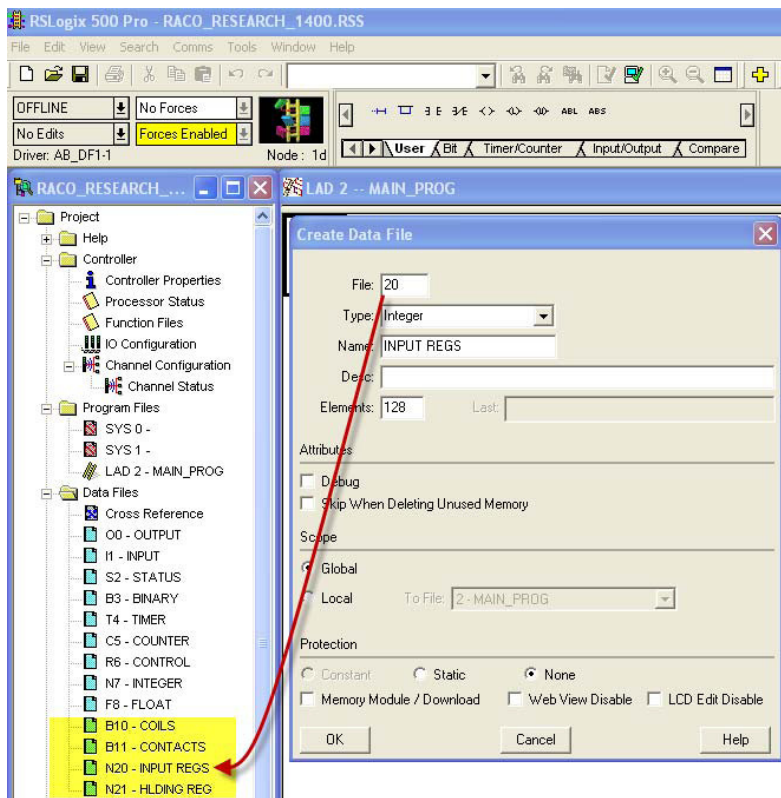 RSLogix 500 Pro - RACO_RESEARCH_1400.RSS
File Edit View Search Comms Tools Window Help
OFFLINE
No Forces
No Edits
Forces Enabled
Driver: AB_DF1-1
Node : 1d
ABL ABS
User Bit Timer/Counter Input/Output Compare
RACO_RESEARCH_...
LAD 2 -- MAIN_PROG
Project
Help
Controller
Controller Properties
Processor Status
Function Files
IO Configuration
Channel Configuration
Channel Status
Program Files
SYS 0 -
SYS 1 -
LAD 2 - MAIN_PROG
Data Files
Cross Reference
O0 - OUTPUT
I1 - INPUT
S2 - STATUS
B3 - BINARY
T4 - TIMER
C5 - COUNTER
R6 - CONTROL
N7 - INTEGER
F8 - FLOAT
B10 - COILS
B11 - CONTACTS
N20 - INPUT REGS
N21 - HLDING REG
Create Data File
File: 20
Type: Integer
Name: INPUT REGS
Desc:
Elements: 128 Last:
Attributes
Debug
Skip When Deleting Unused Memory
Scope
Global
Local To File: 2 - MAIN_PROG
Protection
Constant Static None
Memory Module / Download Web View Disable LCD Edit Disable
OK Cancel Help